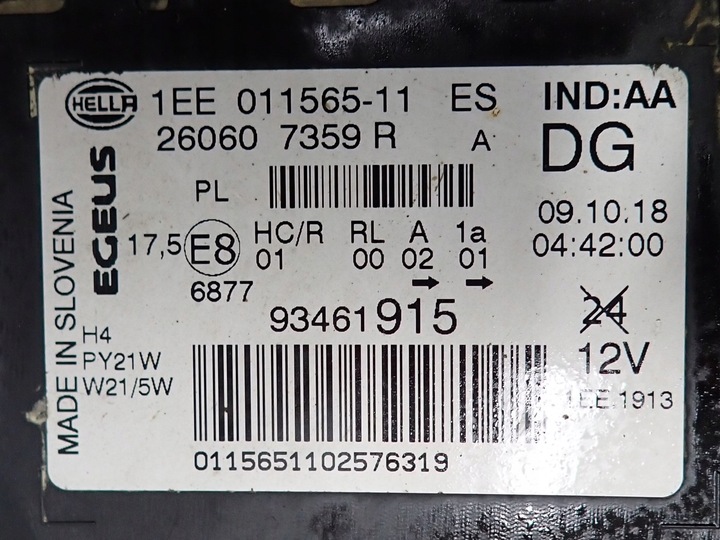 HELLA 1EE 011565-11 ES IND:AA
26060 7359 R A DG
PL
EGEUS
MADE IN SLOVENIA
09.10.18
04:42:00
17,5 E8 HC/R RL A 1a
01 00 02 01
6877
93461915
24
12V
H4
PY21W
W21/5W
1EE 1913
0115651102576319